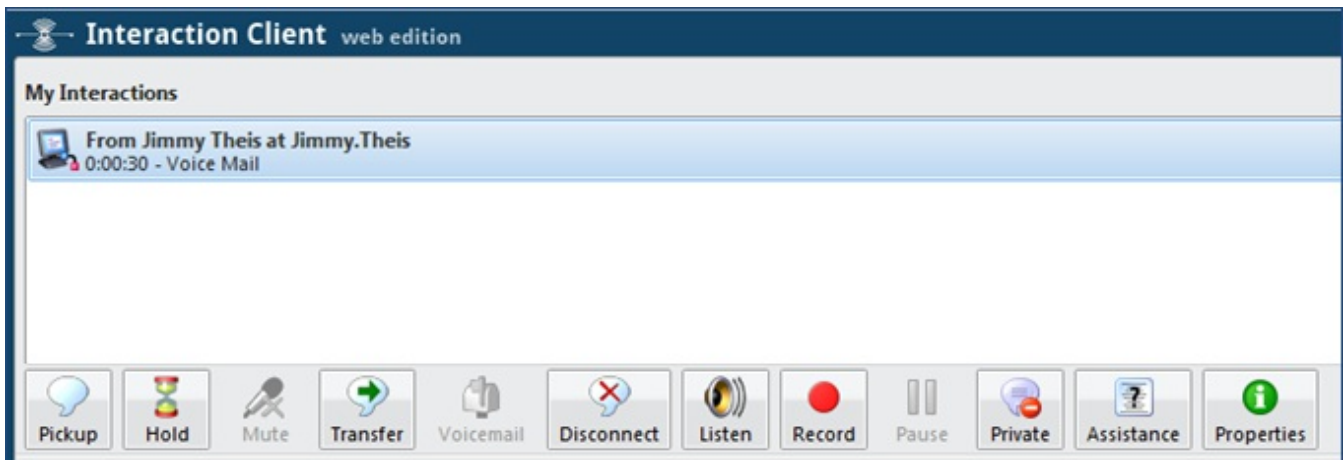 Interaction Client web edition
My Interactions
From Jimmy Theis at Jimmy.Theis
0:00:30 - Voice Mail
Pickup Hold Mute Transfer Voicemail Disconnect Listen Record Pause Private Assistance Properties